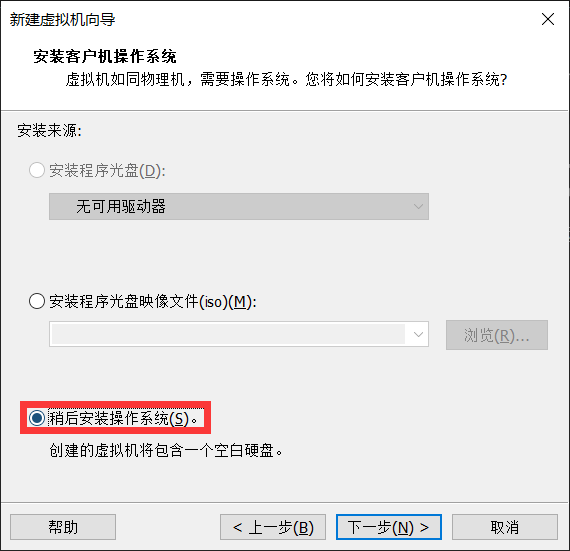 新建虚拟机向导
安装客户机操作系统
虚拟机如同物理机，需要操作系统。您将如何安装客户机操作系统?
安装来源:
安装程序光盘(D):
无可用驱动器
安装程序光盘映像文件(iso)(M):
浏览(R)...
稍后安装操作系统(S)。
创建的虚拟机将包含一个空白硬盘。
帮助
< 上一步(B)
下一步(N) >
取消